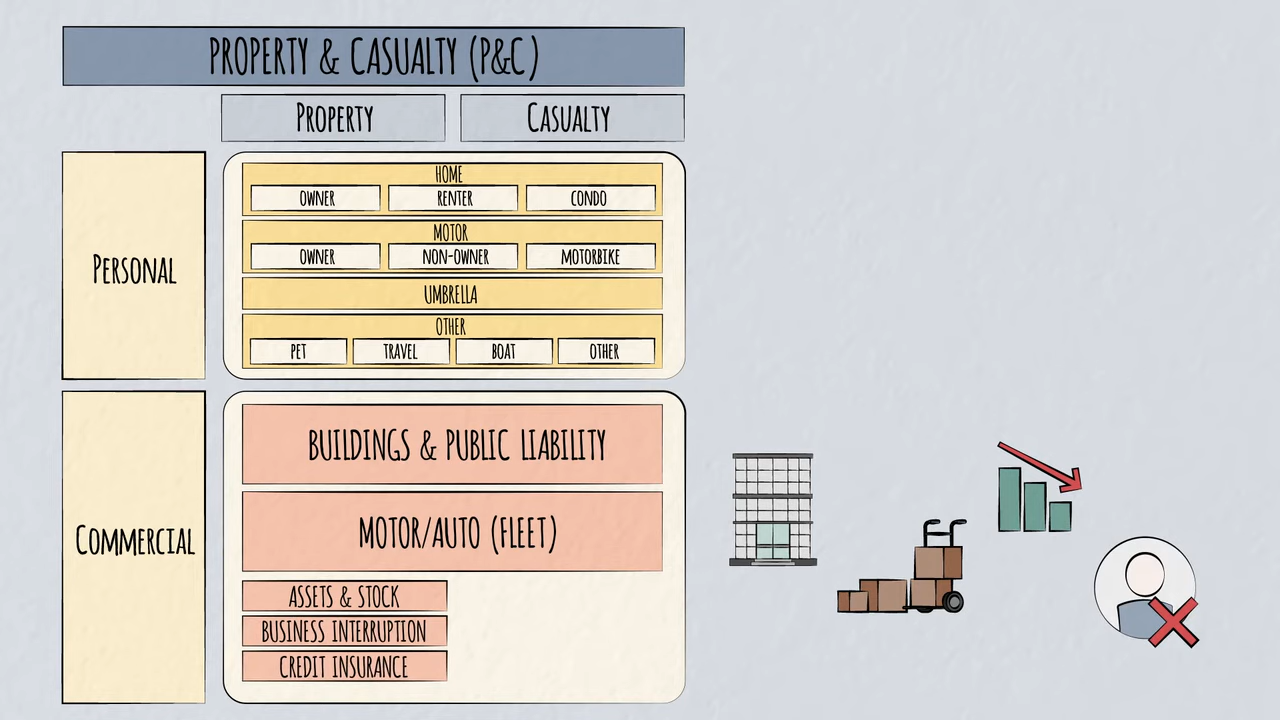 PROPERTY & CASUALTY (P&C)
PROPERTY CASUALTY
PERSONAL
HOME
OWNER RENTER CONDO
MOTOR
OWNER NON-OWNER MOTORBIKE
UMBRELLA
OTHER
PET TRAVEL BOAT OTHER
COMMERCIAL
BUILDINGS & PUBLIC LIABILITY
MOTOR/AUTO (FLEET)
ASSETS & STOCK
BUSINESS INTERRUPTION
CREDIT INSURANCE